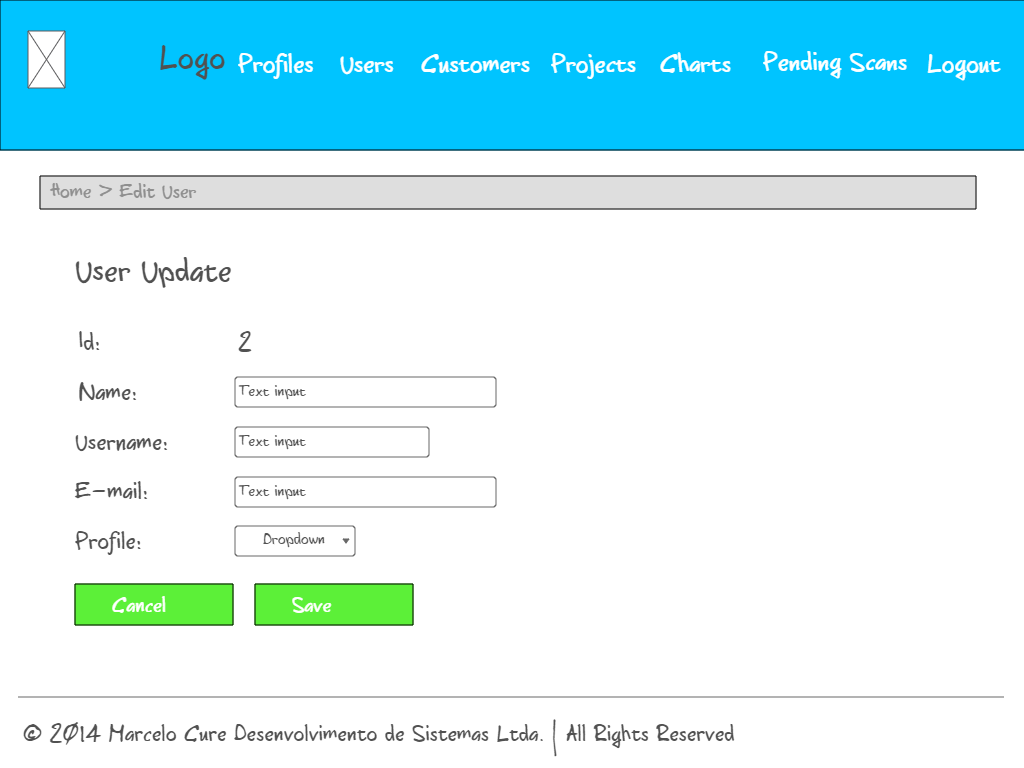 Logo Profiles Users Customers Projects Charts Pending Scans Logout
Home > Edit User
User Update
Id: 2
Name: Text input
Username: Text input
E-mail: Text input
Profile: Dropdown
Cancel Save
© 2014 Marcelo Cure Desenvolvimento de Sistemas Ltda. | All Rights Reserved